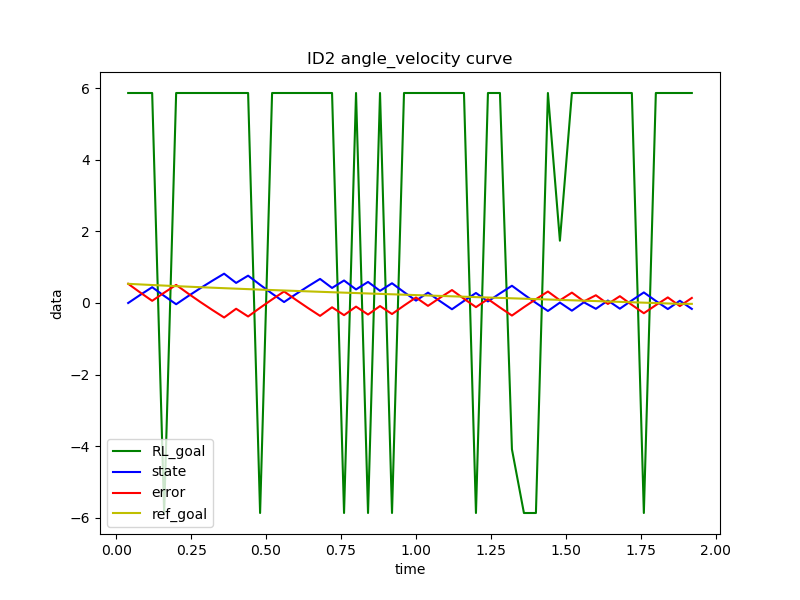 ID2 angle_velocity curve
6
4
2
0
−2
−4
−6
data
RL_goal
state
error
ref_goal
0.00 0.25 0.50 0.75 1.00 1.25 1.50 1.75 2.00
time